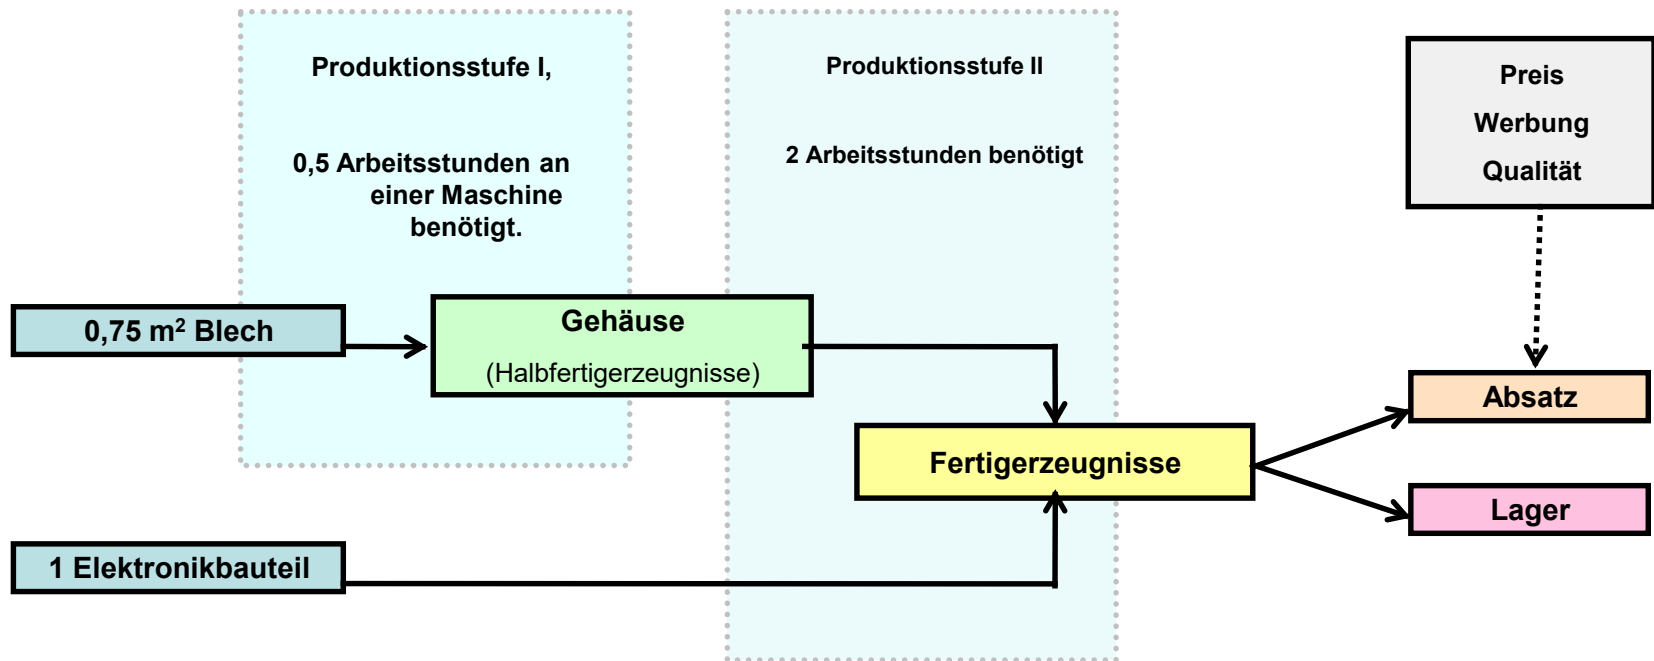 Produktionsstufe I,
0,5 Arbeitsstunden an
einer Maschine
benötigt.
Produktionsstufe II
2 Arbeitsstunden benötigt
Preis
Werbung
Qualität
0,75 m² Blech
Gehäuse
(Halbfertigerzeugnisse)
Absatz
Fertigerzeugnisse
Lager
1 Elektronikbauteil